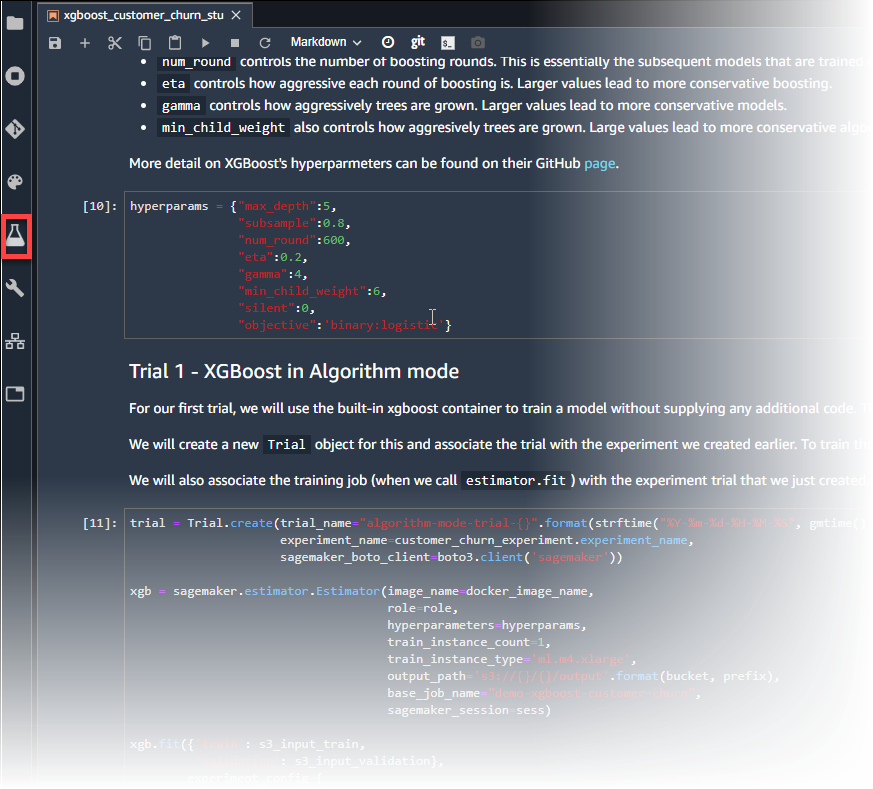 xgboost_customer_churn_stu
Markdown
git
num_round controls the number of boosting rounds. This is essentially the subsequent models that are trained
eta controls how aggressive each round of boosting is. Larger values lead to more conservative boosting.
gamma controls how aggressively trees are grown. Larger values lead to more conservative models.
min_child_weight also controls how aggresively trees are grown. Large values lead to more conservative algo
More detail on XGBoost's hyperparmeters can be found on their GitHub page.
[10]: hyperparams = {"max_depth":5,
"subsample":0.8,
"num_round":600,
"eta":0.2,
"gamma":4,
"min_child_weight":6,
"silent":0,
"objective":'binary:logistic'}
Trial 1 - XGBoost in Algorithm mode
For our first trial, we will use the built-in xgboost container to train a model without supplying any additional code.
We will create a new Trial object for this and associate the trial with the experiment we created earlier. To train the
We will also associate the training job (when we call estimator.fit) with the experiment trial that we just created
[11]: trial = Trial.create(trial_name="algorithm-mode-trial-{}".format(strftime("%Y-%m-%d-%H-%M-%S", gmtime()
experiment_name=customer_churn_experiment.experiment_name,
sagemaker_boto_client=boto3.client('sagemaker'))
xgb = sagemaker.estimator.Estimator(image_name=docker_image_name,
role=role,
hyperparameters=hyperparams,
train_instance_count=1,
train_instance_type='ml.m4.xlarge',
output_path='s3://{}/{}/output'.format(bucket, prefix),
base_job_name="demo-xgboost-customer-churn",
sagemaker_session=sess)
xgb.fit({ : s3_input_train,
: s3_input_validation},
experiment_config={